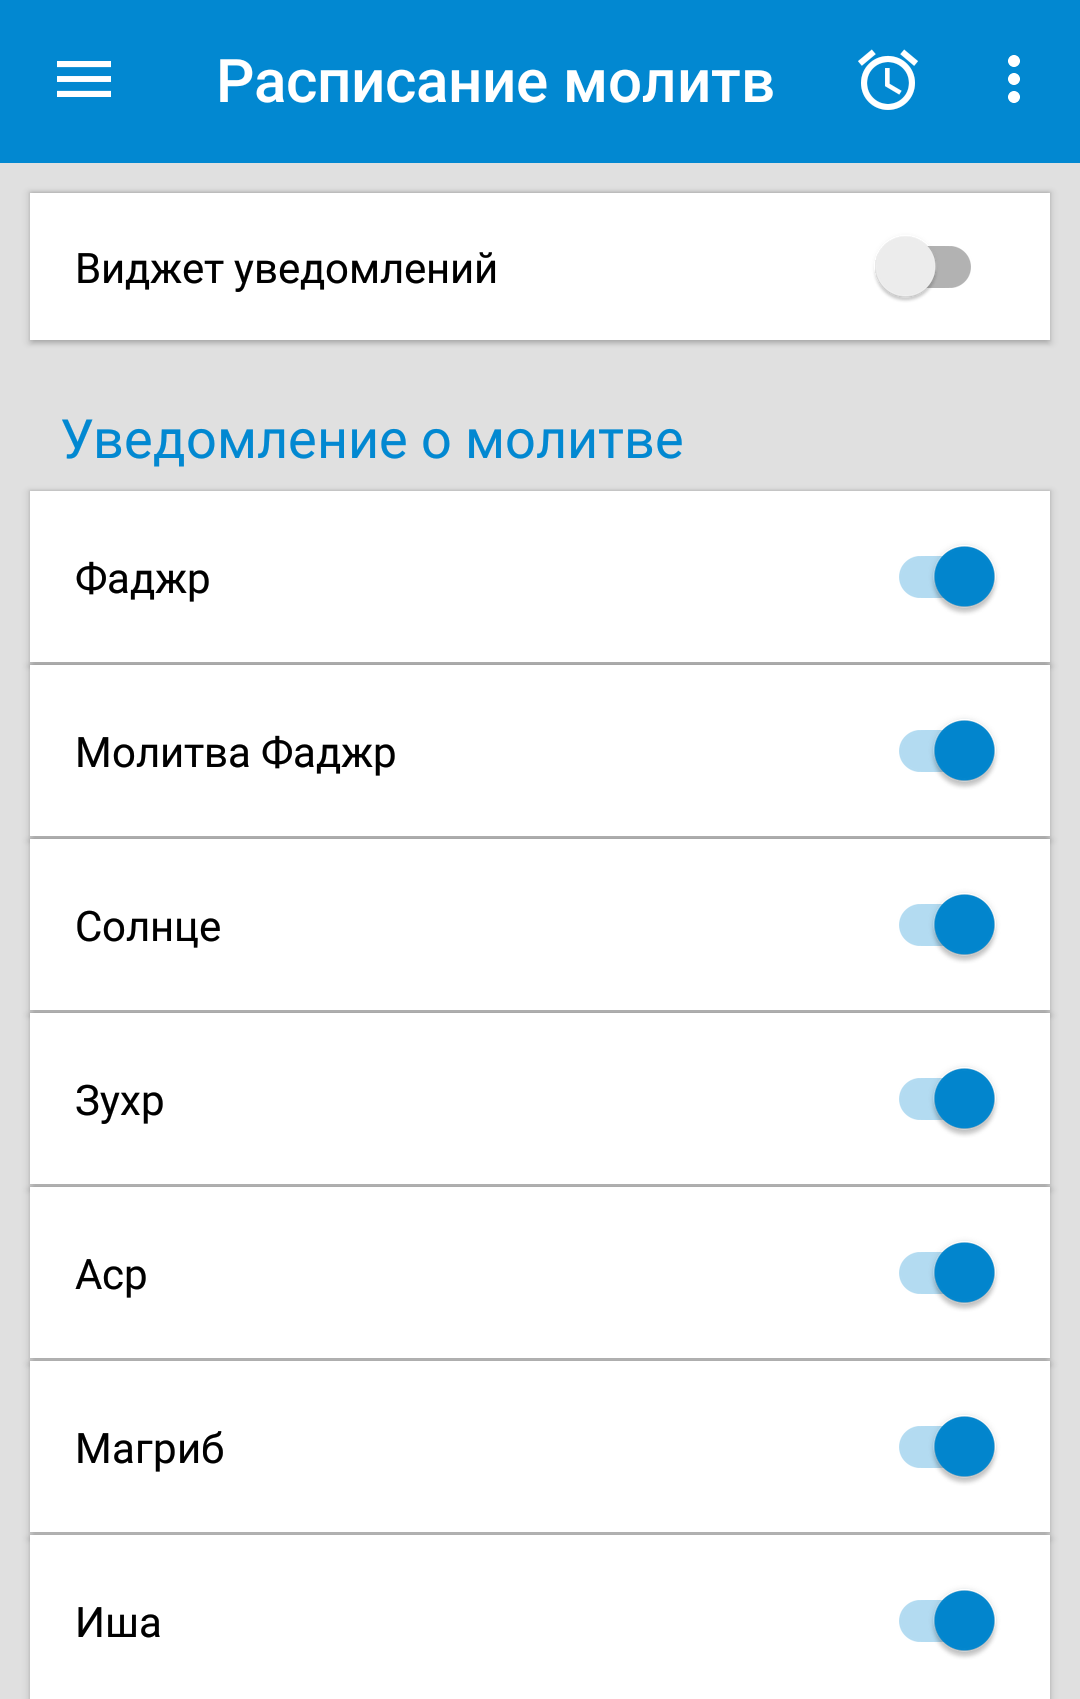 Расписание молитв
Виджет уведомлений
Уведомление о молитве
Фаджр
Молитва Фаджр
Солнце
Зухр
Аср
Магриб
Иша